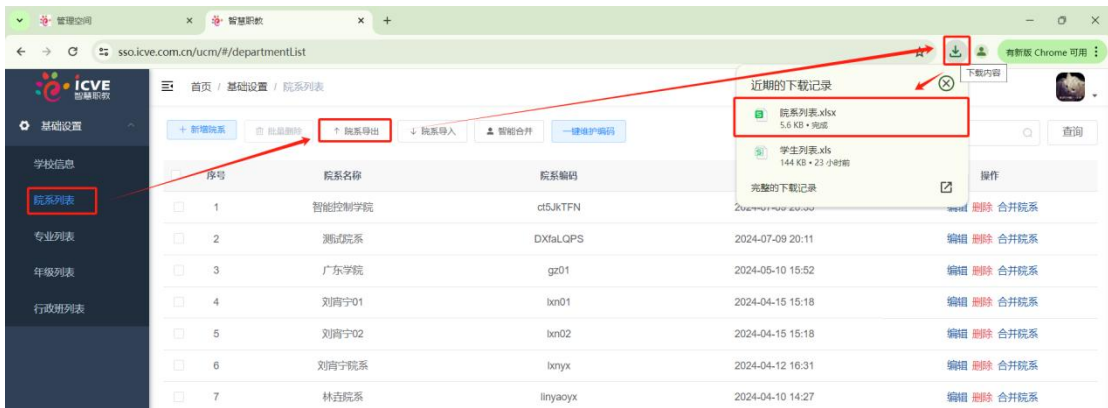 管理空间
智慧职教
sso.icve.com.cn/ucm/#/departmentList
有新版 Chrome 可用
下载内容
icve
智慧职教
首页 / 基础设置 / 院系列表
近期的下载记录
院系列表.xlsx
5.6 KB • 完成
学生列表.xls
144 KB • 23 小时前
完整的下载记录
基础设置
学校信息
院系列表
专业列表
年级列表
行政班列表
+ 新增院系
批量删除
↑ 院系导出
↓ 院系导入
智能合并
一键维护编码
查询
序号 院系名称 院系编码 操作
1 智能控制学院 ct5JkTFN 编辑 删除 合并院系
2 测试院系 DXfaLQPS 2024-07-09 20:11 编辑 删除 合并院系
3 广东学院 gz01 2024-05-10 15:52 编辑 删除 合并院系
4 刘宵宁01 lxn01 2024-04-15 15:18 编辑 删除 合并院系
5 刘宵宁02 lxn02 2024-04-15 15:18 编辑 删除 合并院系
6 刘宵宁院系 lxnyx 2024-04-12 16:31 编辑 删除 合并院系
7 林垚院系 linyaoyx 2024-04-10 14:27 编辑 删除 合并院系